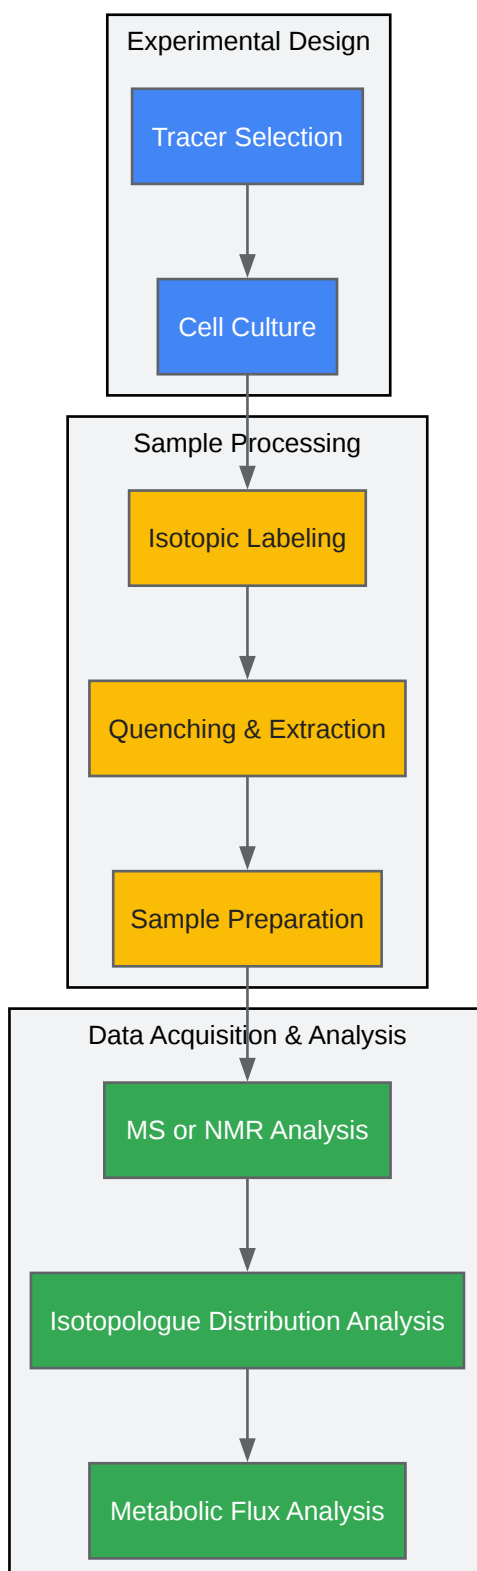 Experimental Design
Tracer Selection
Cell Culture
Sample Processing
Isotopic Labeling
Quenching & Extraction
Sample Preparation
Data Acquisition & Analysis
MS or NMR Analysis
Isotopologue Distribution Analysis
Metabolic Flux Analysis